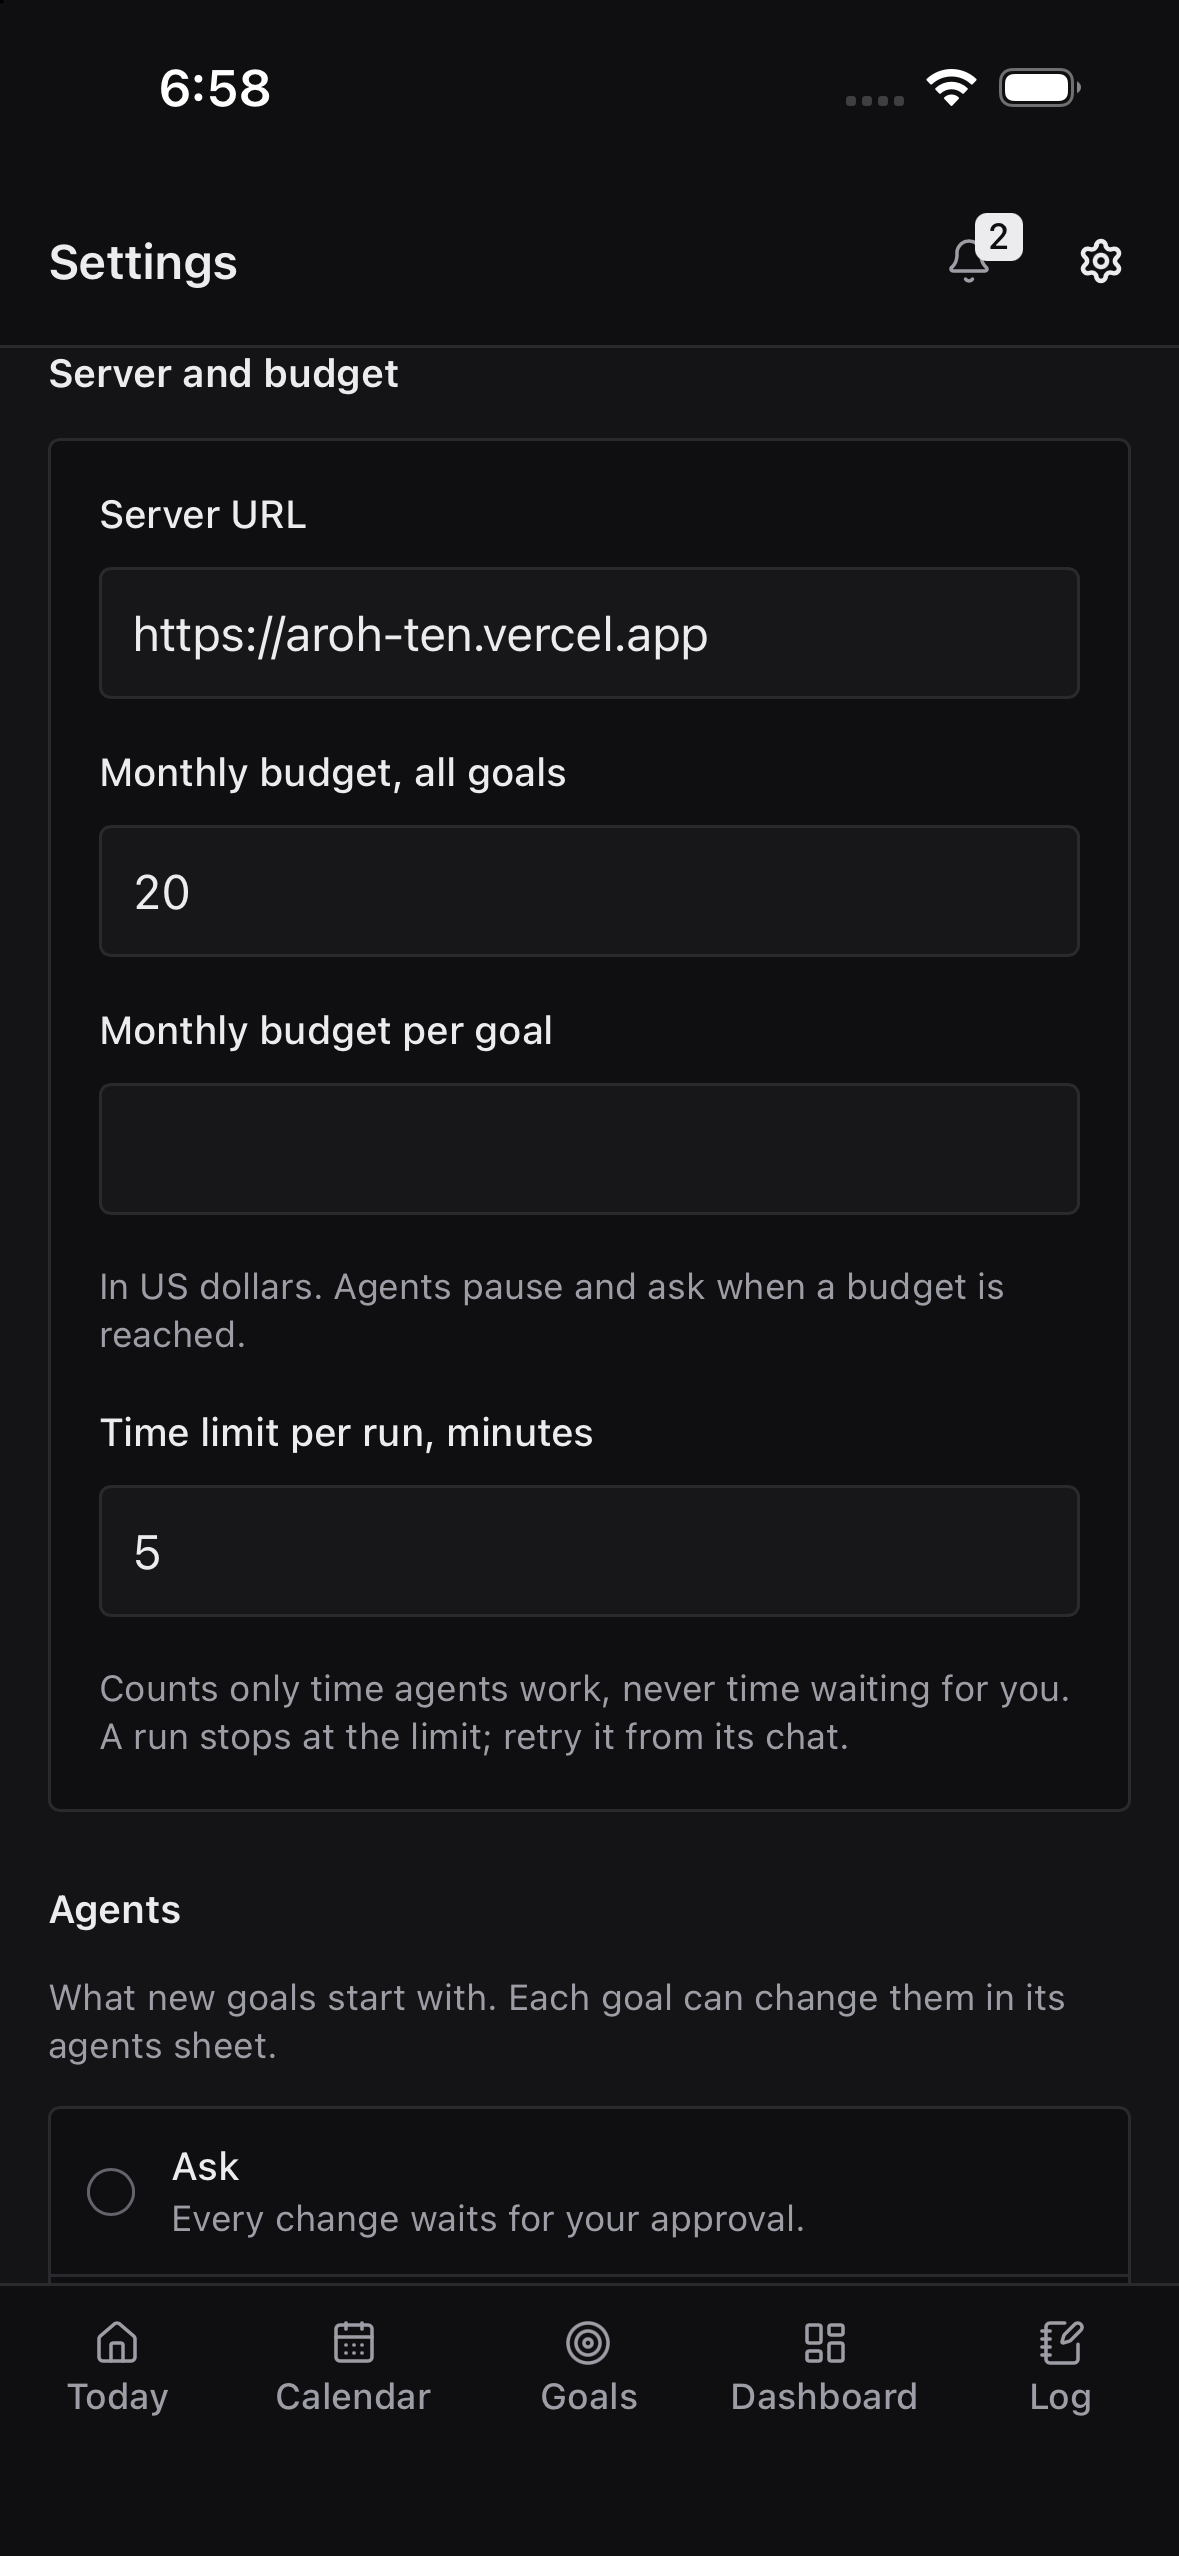 6:58
Settings
2
Server and budget
Server URL
https://aroh-ten.vercel.app
Monthly budget, all goals
20
Monthly budget per goal
In US dollars. Agents pause and ask when a budget is
reached.
Time limit per run, minutes
5
Counts only time agents work, never time waiting for you.
A run stops at the limit; retry it from its chat.
Agents
What new goals start with. Each goal can change them in its
agents sheet.
Ask
Every change waits for your approval.
Today
Calendar
Goals
Dashboard
Log